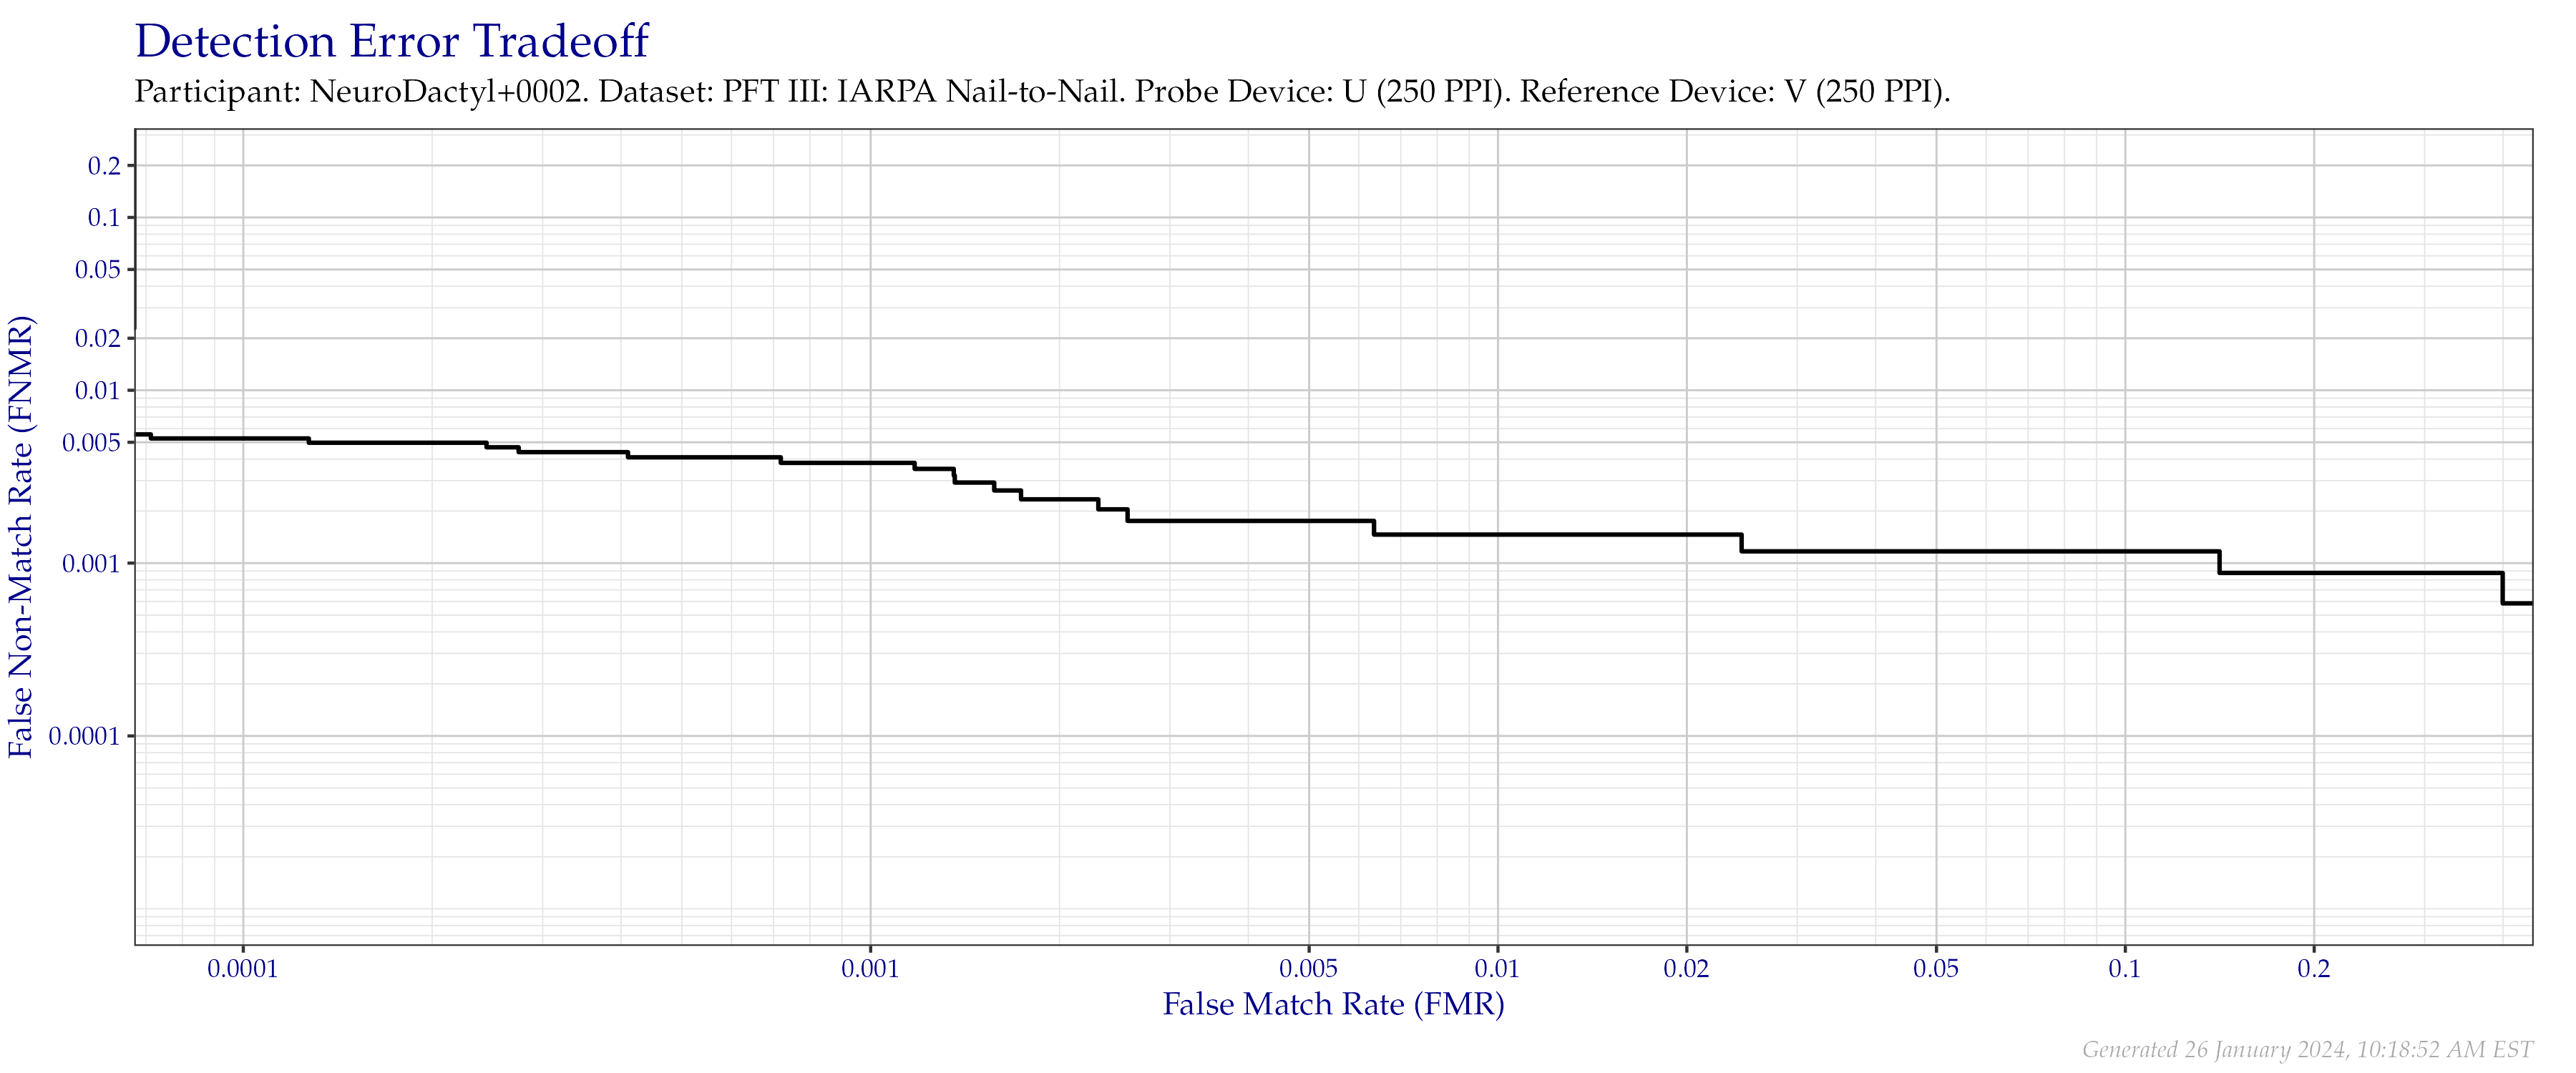 Detection Error Tradeoff
Participant: NeuroDactyl+0002. Dataset: PFT III: IARPA Nail-to-Nail. Probe Device: U (250 PPI). Reference Device: V (250 PPI).
False Non-Match Rate (FNMR)
0.2
0.1
0.05
0.02
0.01
0.005
0.001
0.0001
0.0001 0.001 0.005 0.01 0.02 0.05 0.1 0.2
False Match Rate (FMR)
Generated 26 January 2024, 10:18:52 AM EST